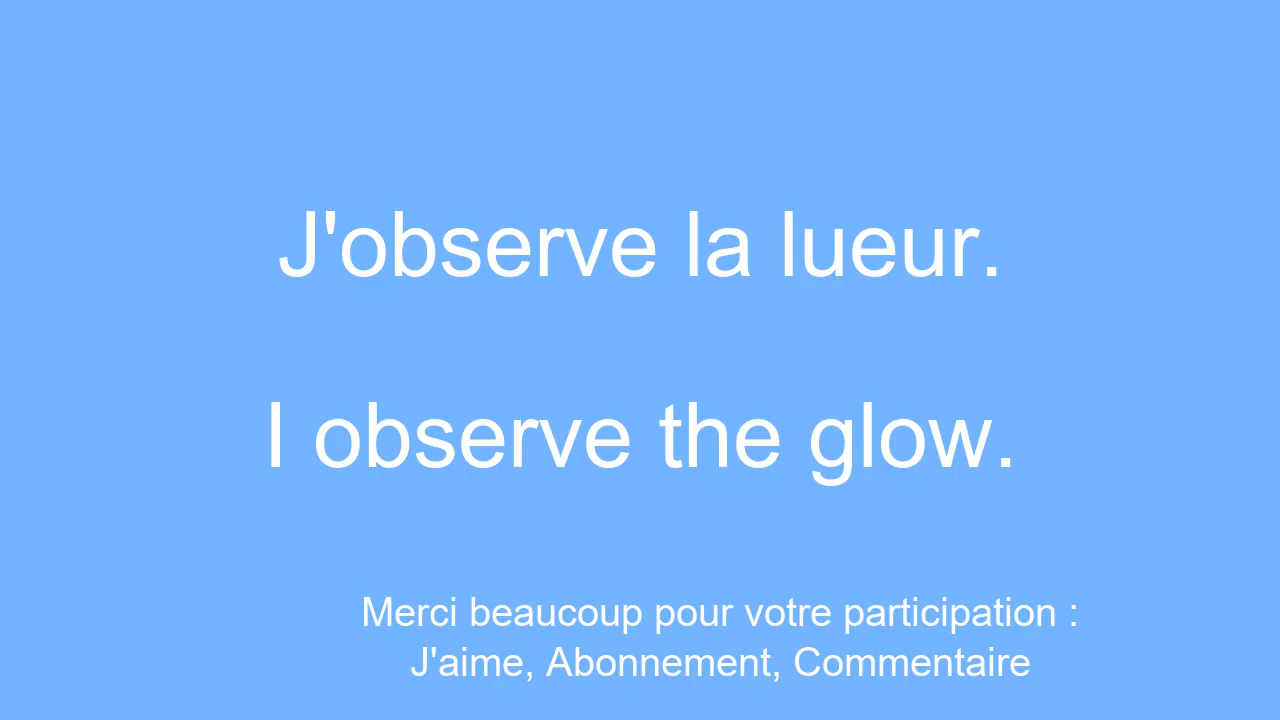 J'observe la lueur.
I observe the glow.
Merci beaucoup pour votre participation :
J'aime, Abonnement, Commentaire